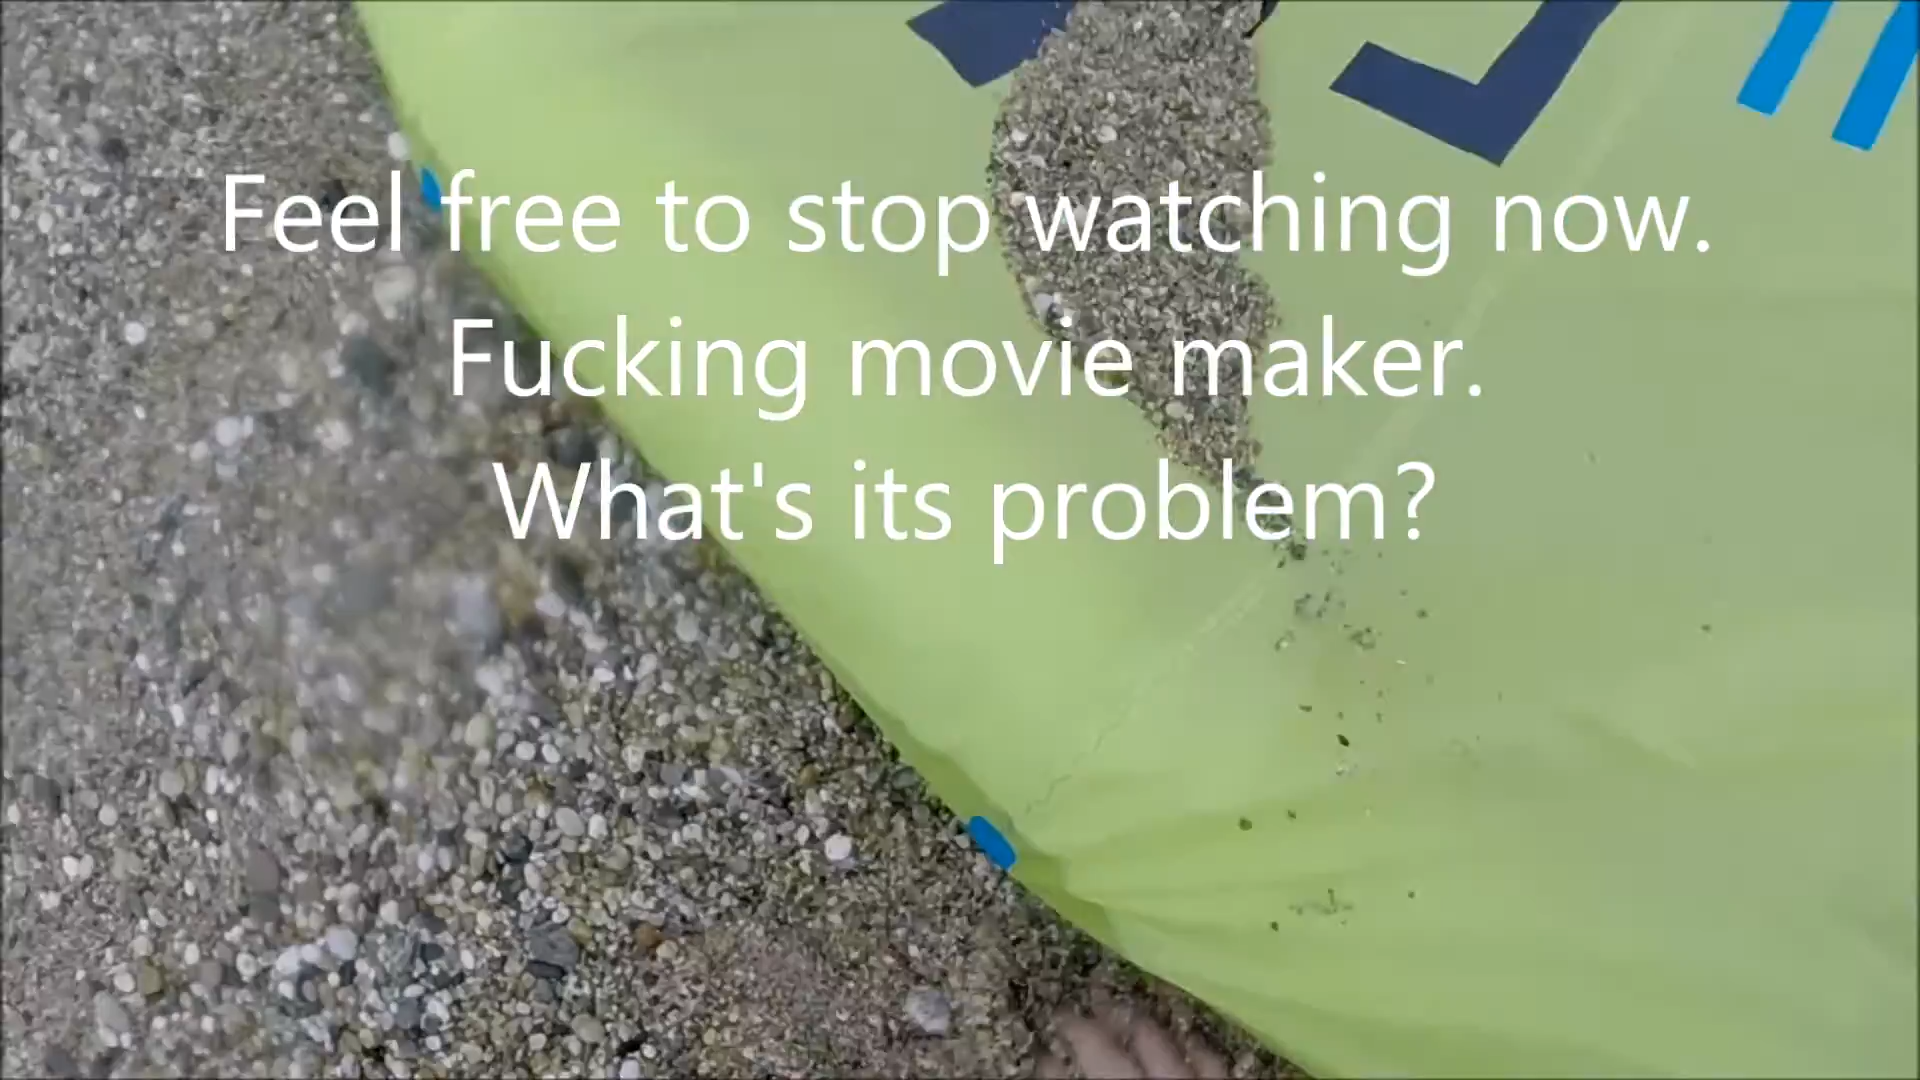 Feel free to stop watching now.
Fucking movie maker.
What's its problem?